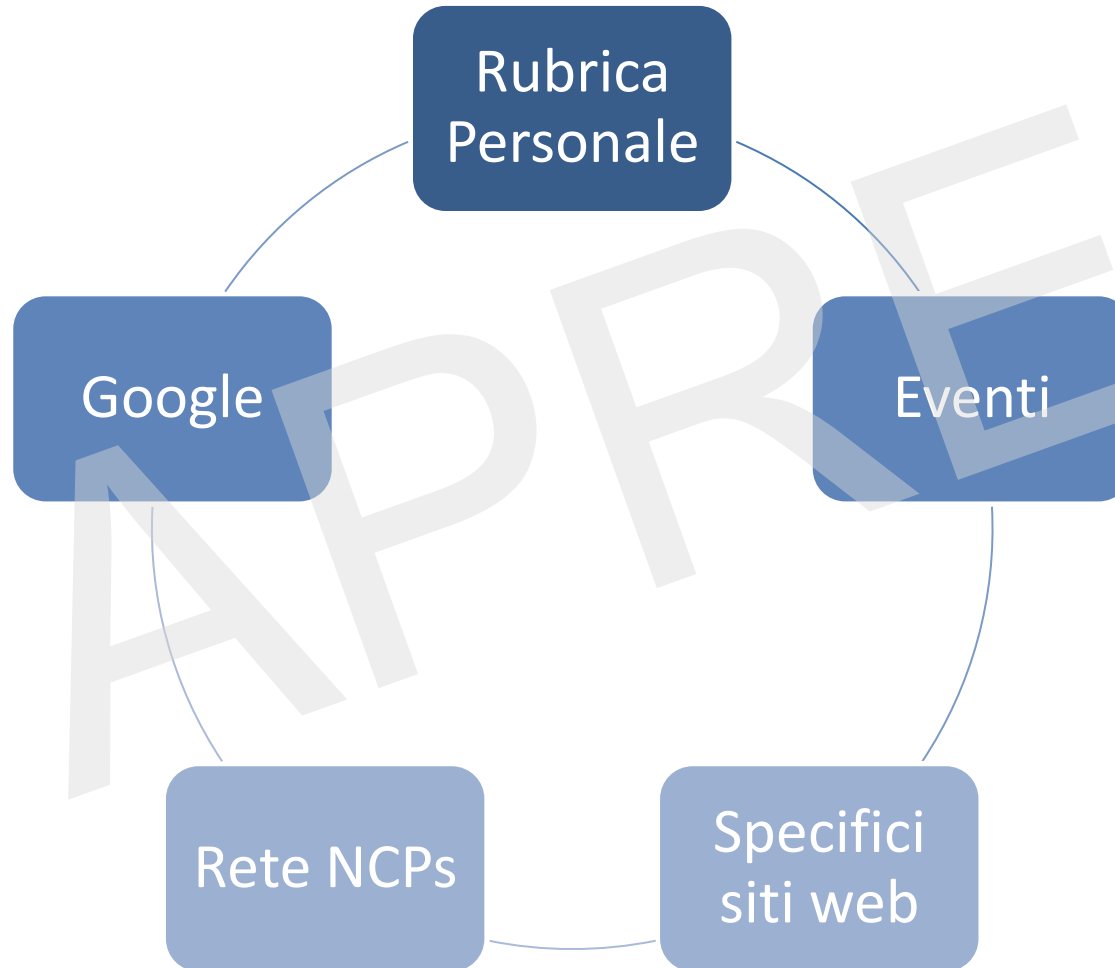 Rubrica
Personale
Google
Eventi
Rete NCPs
Specifici
siti web
APRE